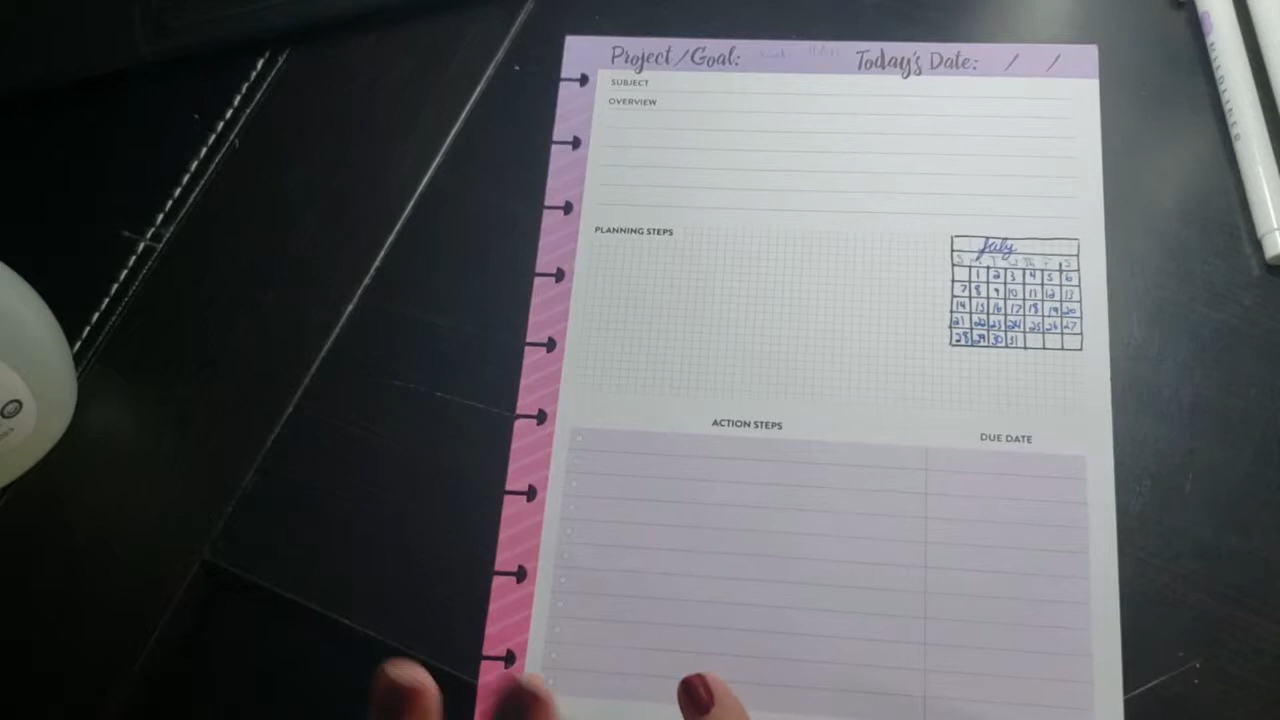 Project/Goal: Today's Date: / /
SUBJECT
OVERVIEW
PLANNING STEPS
July
S M T W Th F S
1 2 3 4 5 6
7 8 9 10 11 12 13
14 15 16 17 18 19 20
21 22 23 24 25 26 27
28 29 30 31
ACTION STEPS DUE DATE
MILDLINER